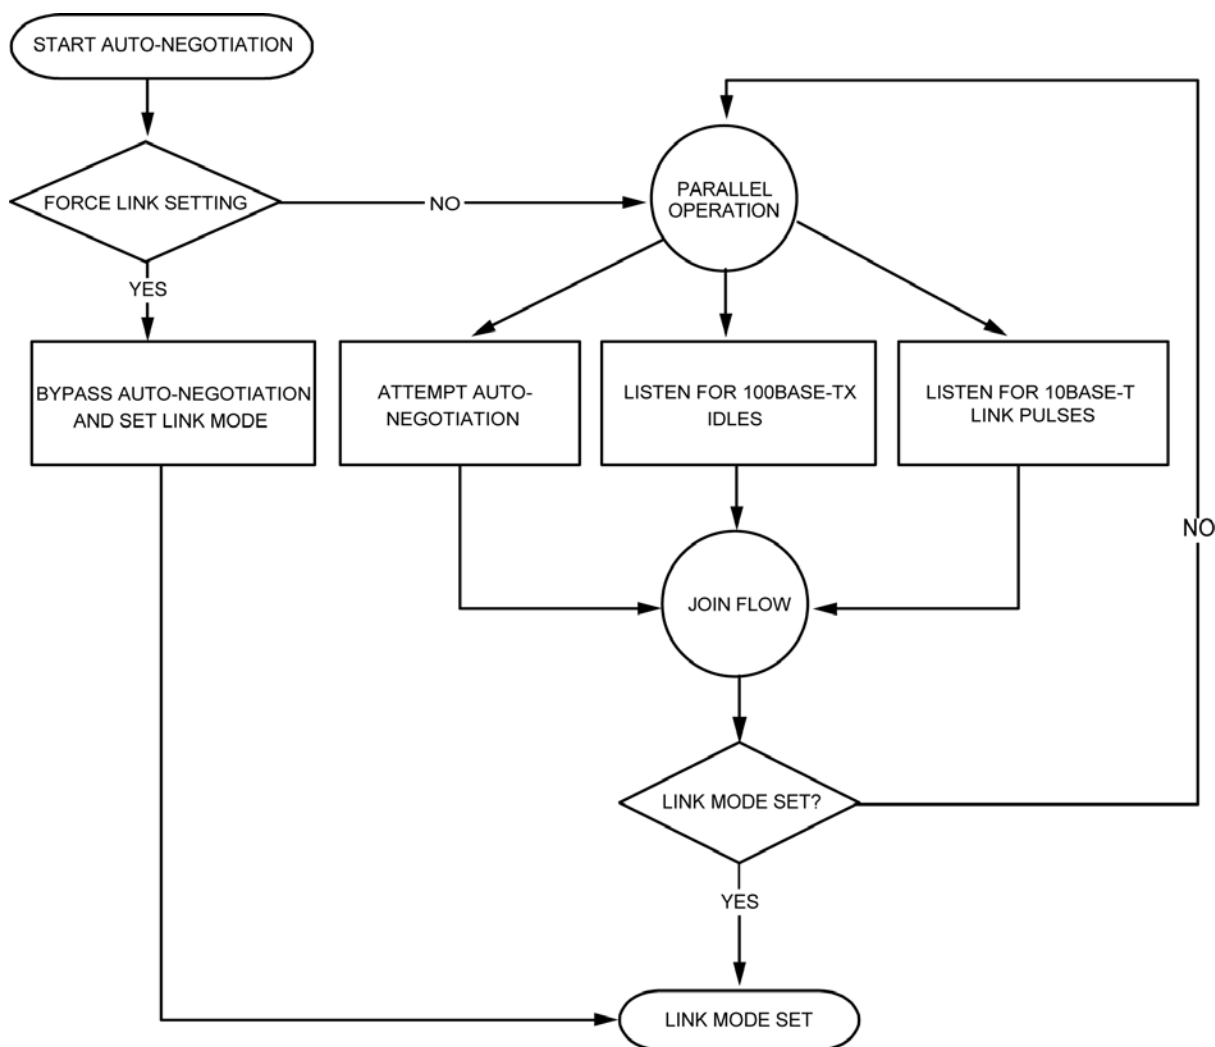 START AUTO-NEGOTIATION
FORCE LINK SETTING
NO
PARALLEL
OPERATION
YES
BYPASS AUTO-NEGOTIATION
AND SET LINK MODE
ATTEMPT AUTO-
NEGOTIATION
LISTEN FOR 100BASE-TX
IDLES
LISTEN FOR 10BASE-T
LINK PULSES
NO
JOIN FLOW
LINK MODE SET?
YES
LINK MODE SET